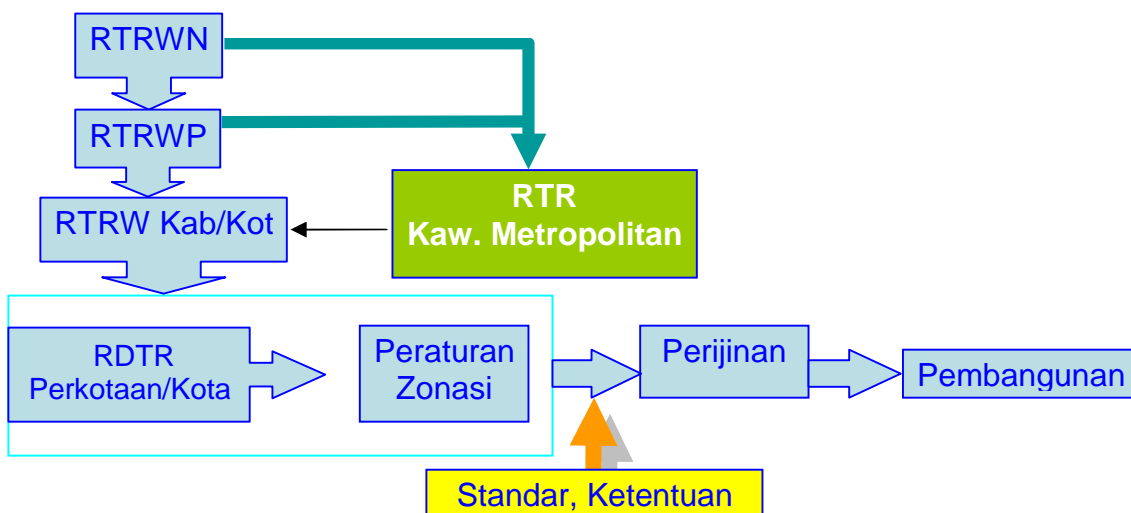 RTRWN
RTRWP
RTRW Kab/Kot
RTR
Kaw. Metropolitan
RDTR
Perkotaan/Kota
Peraturan
Zonasi
Perijinan
Pembangunan
Standar, Ketentuan